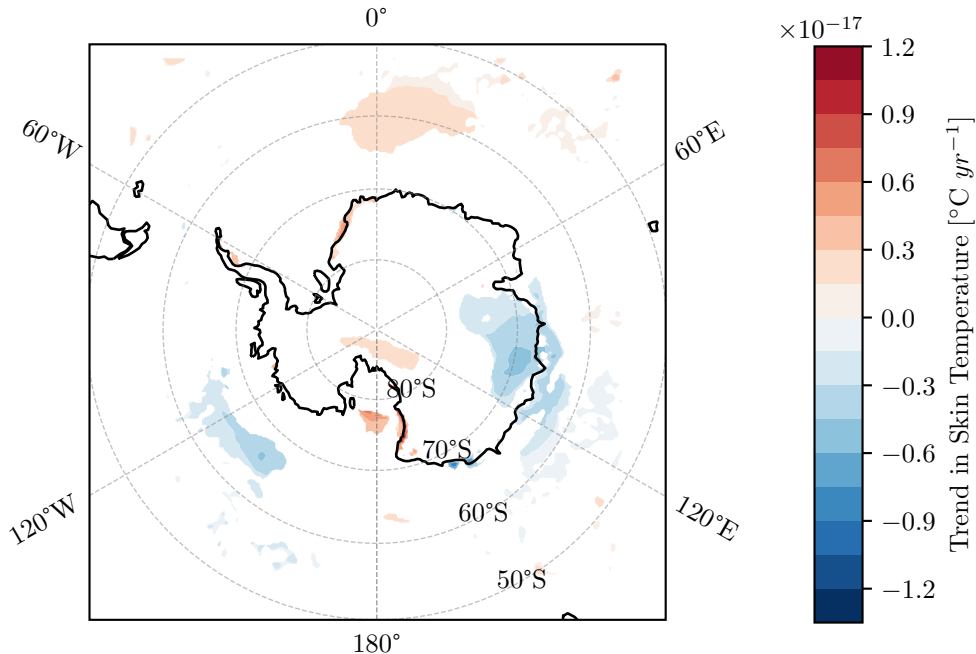 0°
×10⁻¹⁷
60°W
60°E
120°W
120°E
180°
80°S
70°S
60°S
50°S
1.2
0.9
0.6
0.3
0.0
−0.3
−0.6
−0.9
−1.2
Trend in Skin Temperature [°C yr⁻¹]